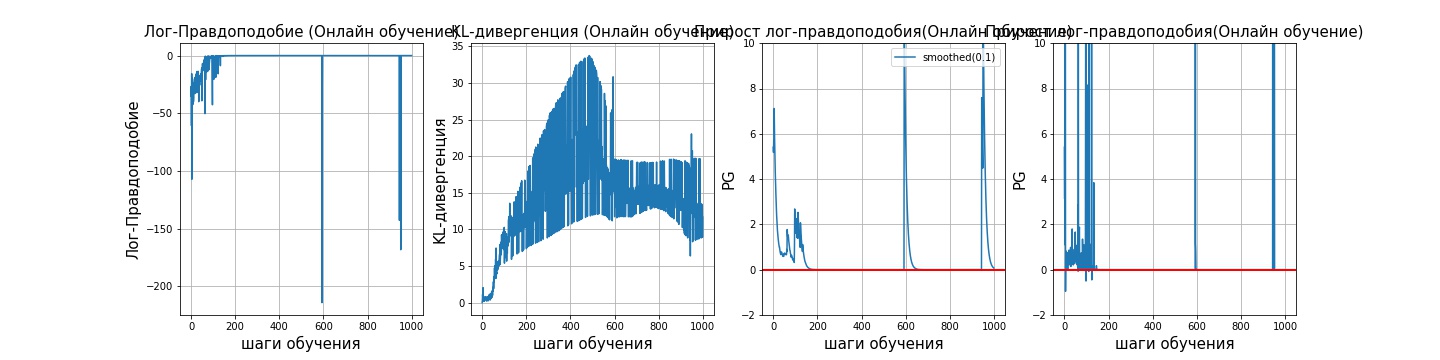 Лог-Правдоподобие (Онлайн обучение)
KL-дивергенция (Онлайн обучение)
Прирост лог-правдоподобия(Онлайн обучение)
Прирост лог-правдоподобия(Онлайн обучение)
Лог-Правдоподобие
0
−50
−100
−150
−200
0 200 400 600 800 1000
шаги обучения
KL-дивергенция
35
30
25
20
15
10
5
0
0 200 400 600 800 1000
шаги обучения
PG
10
8
6
4
2
0
−2
smoothed(0.1)
0 200 400 600 800 1000
шаги обучения
PG
10
8
6
4
2
0
−2
0 200 400 600 800 1000
шаги обучения